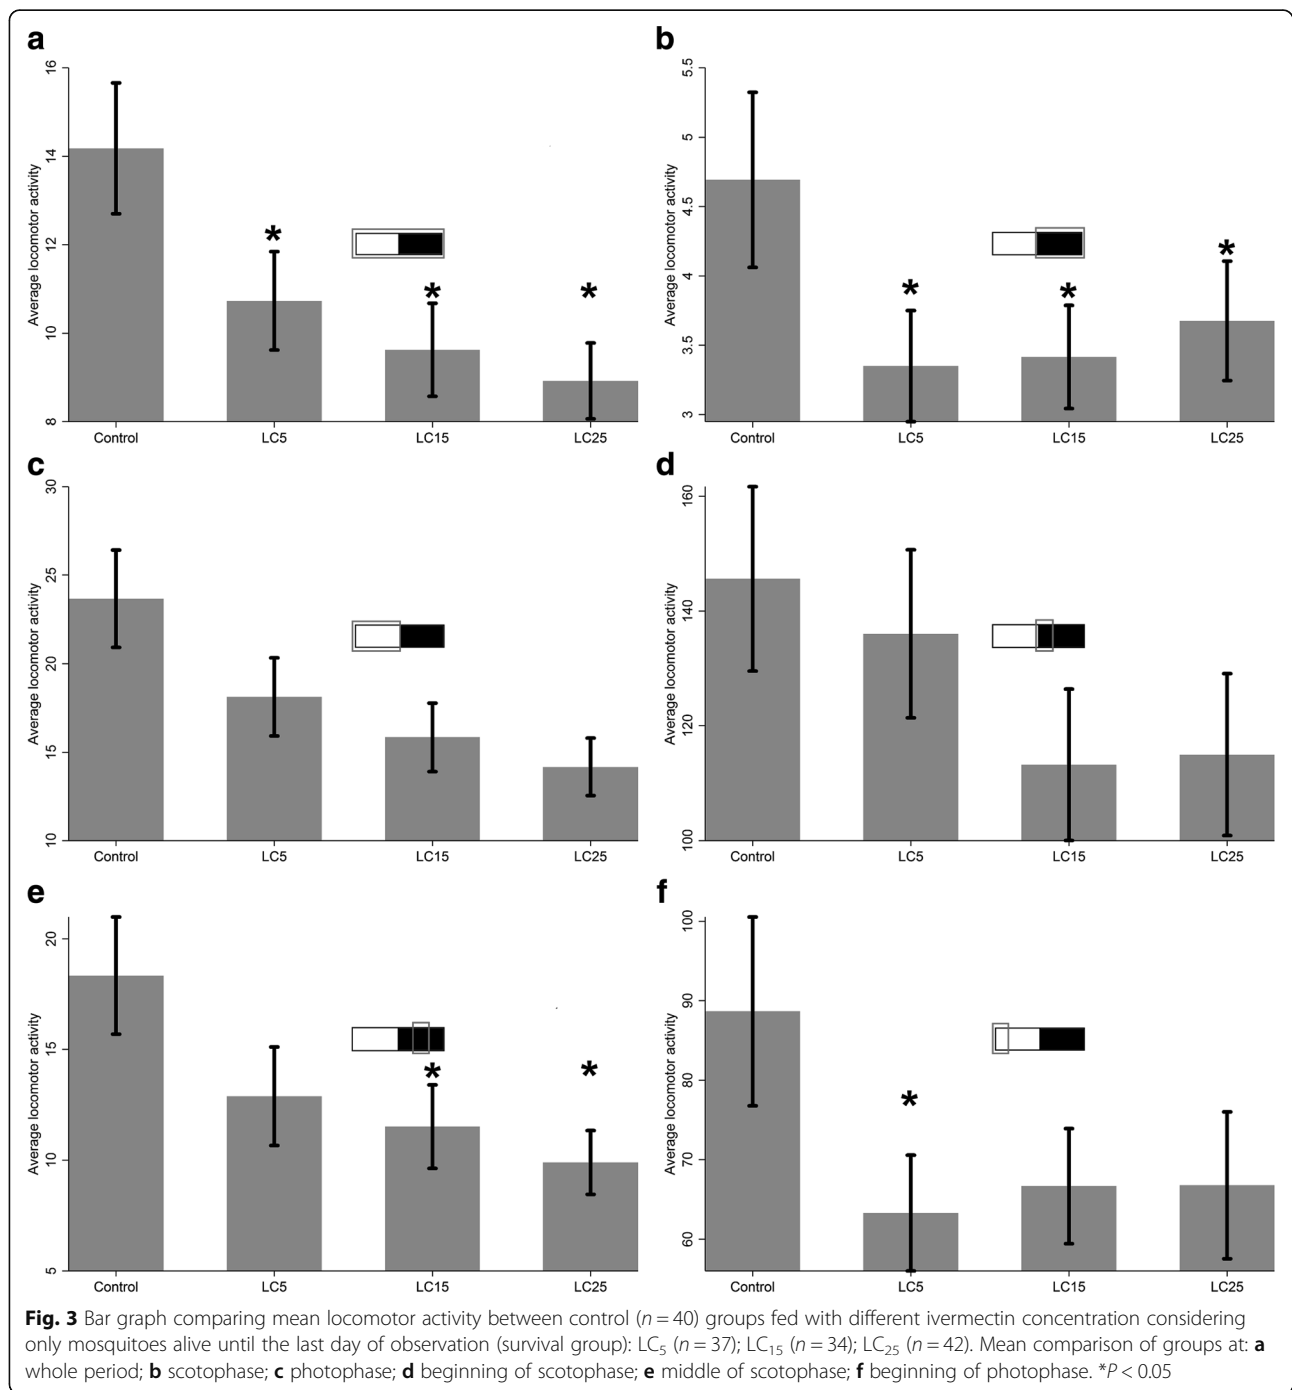 a
16
14
12
10
8
Average locomotor activity
*
*
*
Control LC5 LC15 LC25
b
5.5
5
4.5
4
3.5
3
Average locomotor activity
*
*
*
Control LC5 LC15 LC25
c
30
25
20
15
10
Average locomotor activity
Control LC5 LC15 LC25
d
160
140
120
100
Average locomotor activity
Control LC5 LC15 LC25
e
20
15
10
5
Average locomotor activity
*
*
Control LC5 LC15 LC25
f
100
90
80
70
60
Average locomotor activity
*
Control LC5 LC15 LC25
Fig. 3 Bar graph comparing mean locomotor activity between control (n = 40) groups fed with different ivermectin concentration considering
only mosquitoes alive until the last day of observation (survival group): LC₅ (n = 37); LC₁₅ (n = 34); LC₂₅ (n = 42). Mean comparison of groups at: a
whole period; b scotophase; c photophase; d beginning of scotophase; e middle of scotophase; f beginning of photophase. *P < 0.05